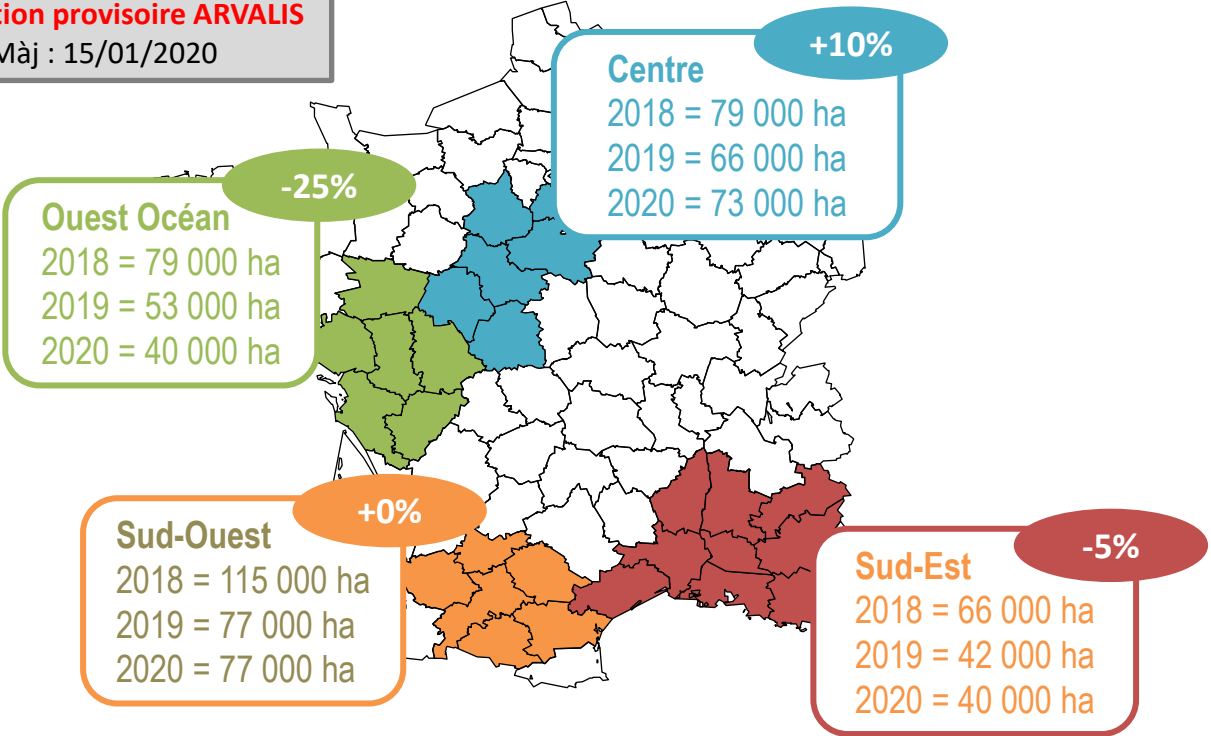 tion provisoire ARVALIS
Màj : 15/01/2020
+10%
Centre
2018 = 79 000 ha
2019 = 66 000 ha
2020 = 73 000 ha
-25%
Ouest Océan
2018 = 79 000 ha
2019 = 53 000 ha
2020 = 40 000 ha
+0%
Sud-Ouest
2018 = 115 000 ha
2019 = 77 000 ha
2020 = 77 000 ha
-5%
Sud-Est
2018 = 66 000 ha
2019 = 42 000 ha
2020 = 40 000 ha